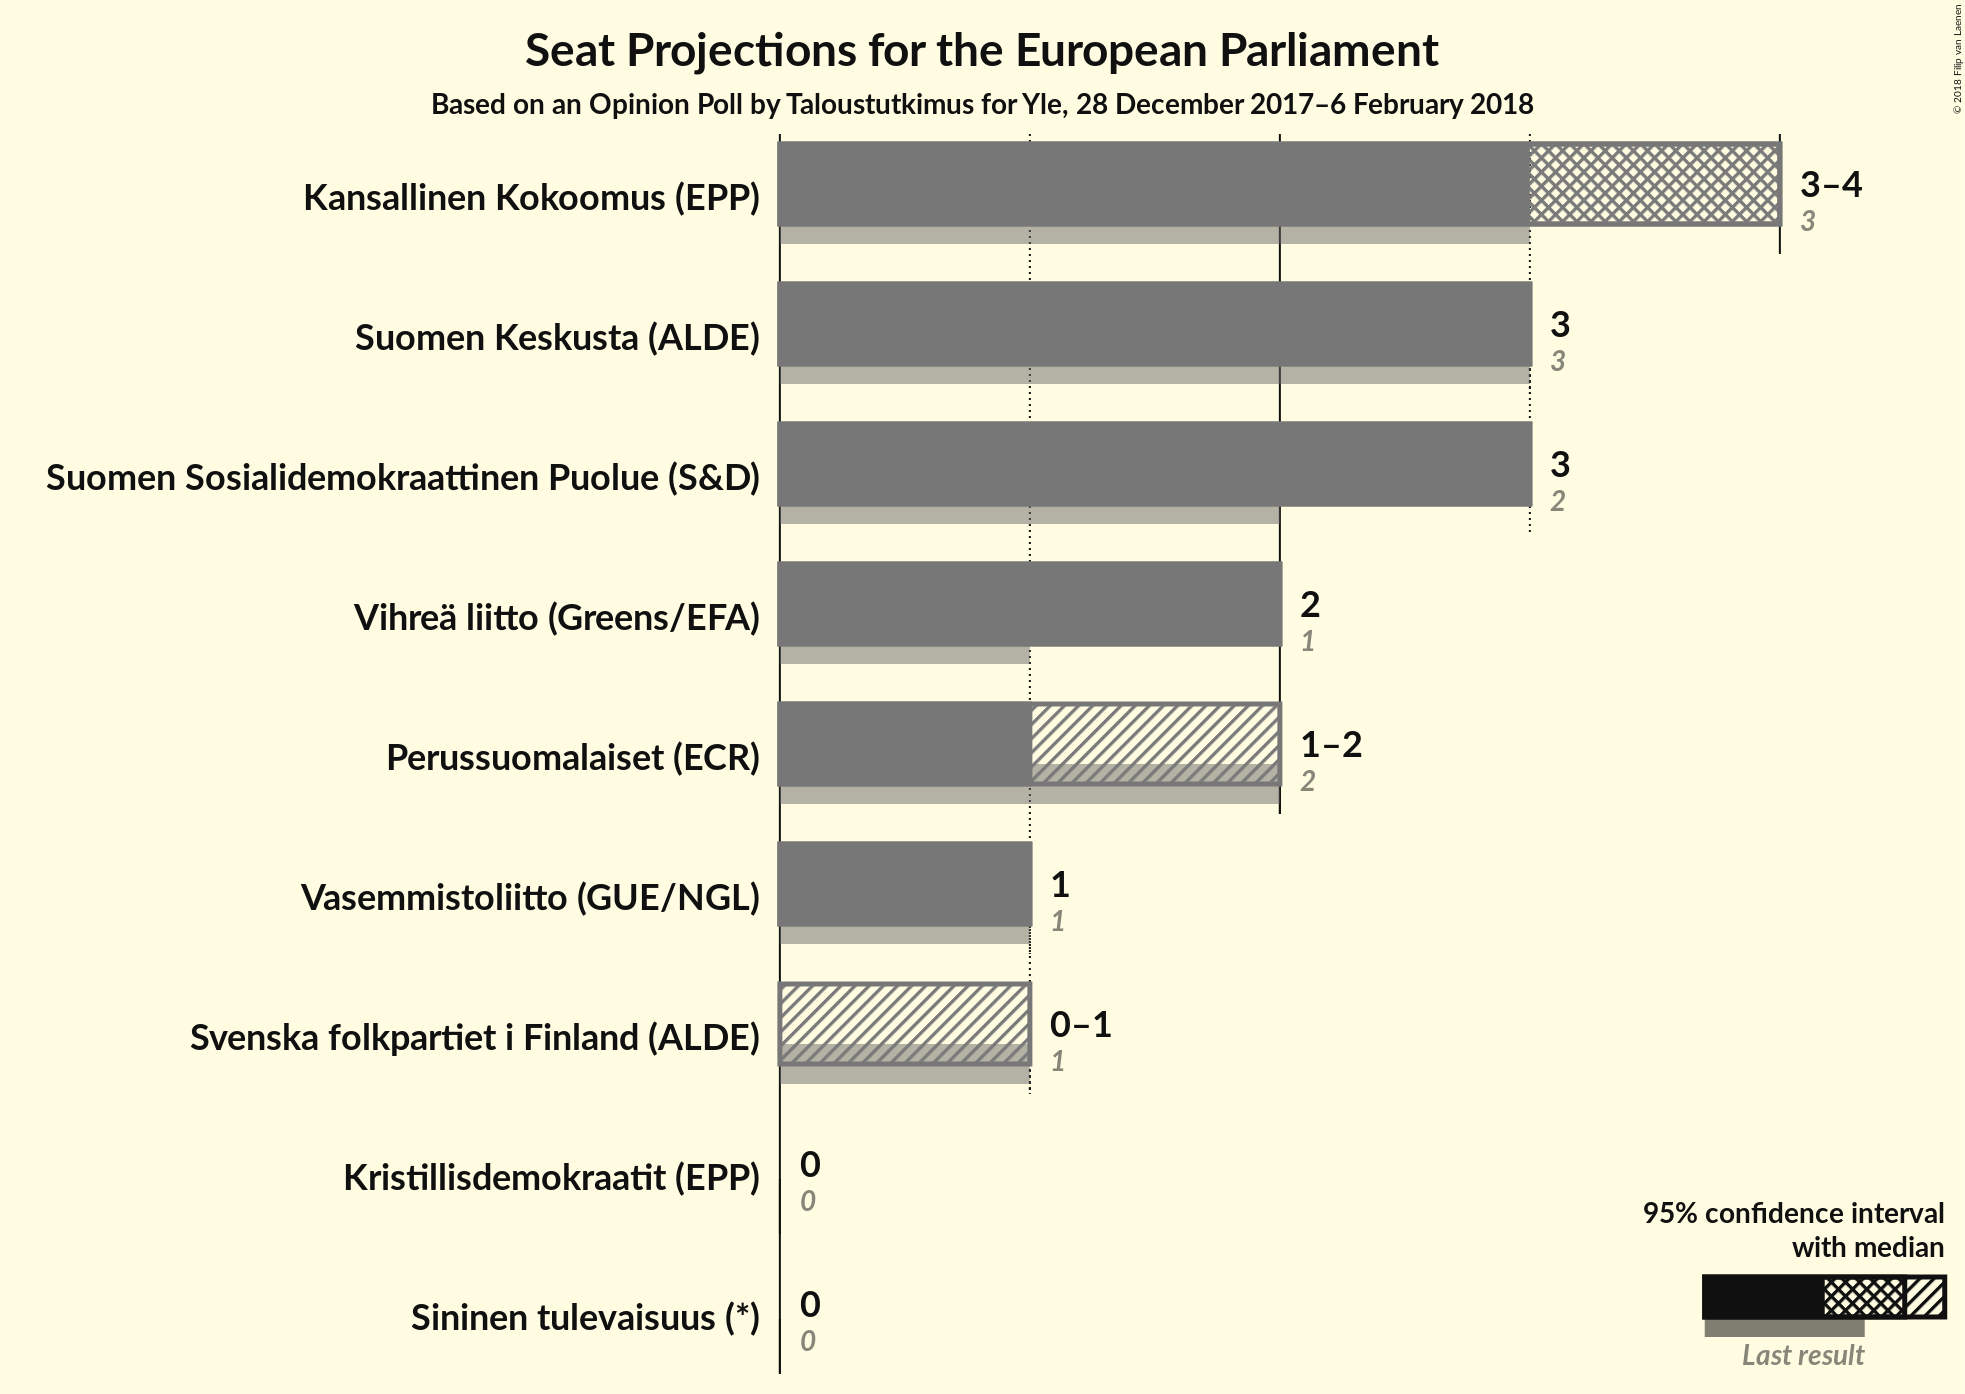 Seat Projections for the European Parliament
Based on an Opinion Poll by Taloustutkimus for Yle, 28 December 2017–6 February 2018
© 2018 Filip van Laenen
Kansallinen Kokoomus (EPP)
3–4
3
Suomen Keskusta (ALDE)
3
3
Suomen Sosialidemokraattinen Puolue (S&D)
3
2
Vihreä liitto (Greens/EFA)
2
1
Perussuomalaiset (ECR)
1–2
2
Vasemmistoliitto (GUE/NGL)
1
1
Svenska folkpartiet i Finland (ALDE)
0–1
1
Kristillisdemokraatit (EPP)
0
0
Sininen tulevaisuus (*)
0
0
95% confidence interval
with median
Last result